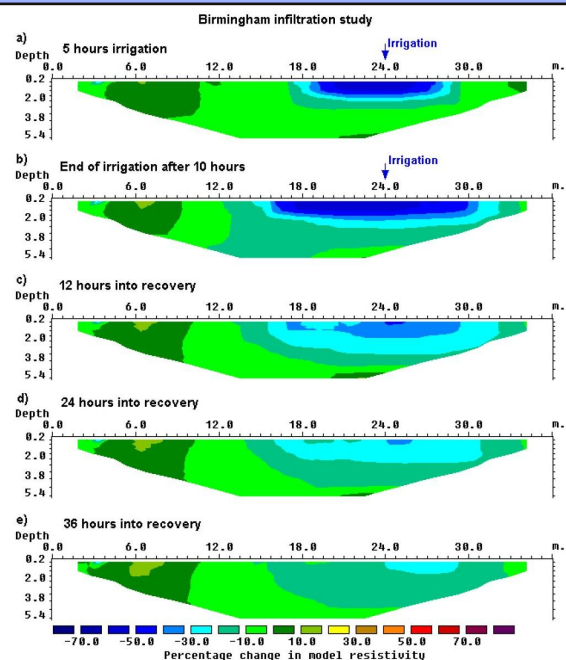 Birmingham infiltration study
a) 5 hours irrigation Irrigation
Depth
0.0 6.0 12.0 18.0 24.0 30.0 m.
0.2
2.0
3.8
5.4
b) End of irrigation after 10 hours Irrigation
Depth
0.0 6.0 12.0 18.0 24.0 30.0 m.
0.2
2.0
3.8
5.4
c) 12 hours into recovery
Depth
0.0 6.0 12.0 18.0 24.0 30.0 m.
0.2
2.0
3.8
5.4
d) 24 hours into recovery
Depth
0.0 6.0 12.0 18.0 24.0 30.0 m.
0.2
2.0
3.8
5.4
e) 36 hours into recovery
Depth
0.0 6.0 12.0 18.0 24.0 30.0 m.
0.2
2.0
3.8
5.4
-70.0 -50.0 -30.0 -10.0 10.0 30.0 50.0 70.0
Percentage change in model resistivity